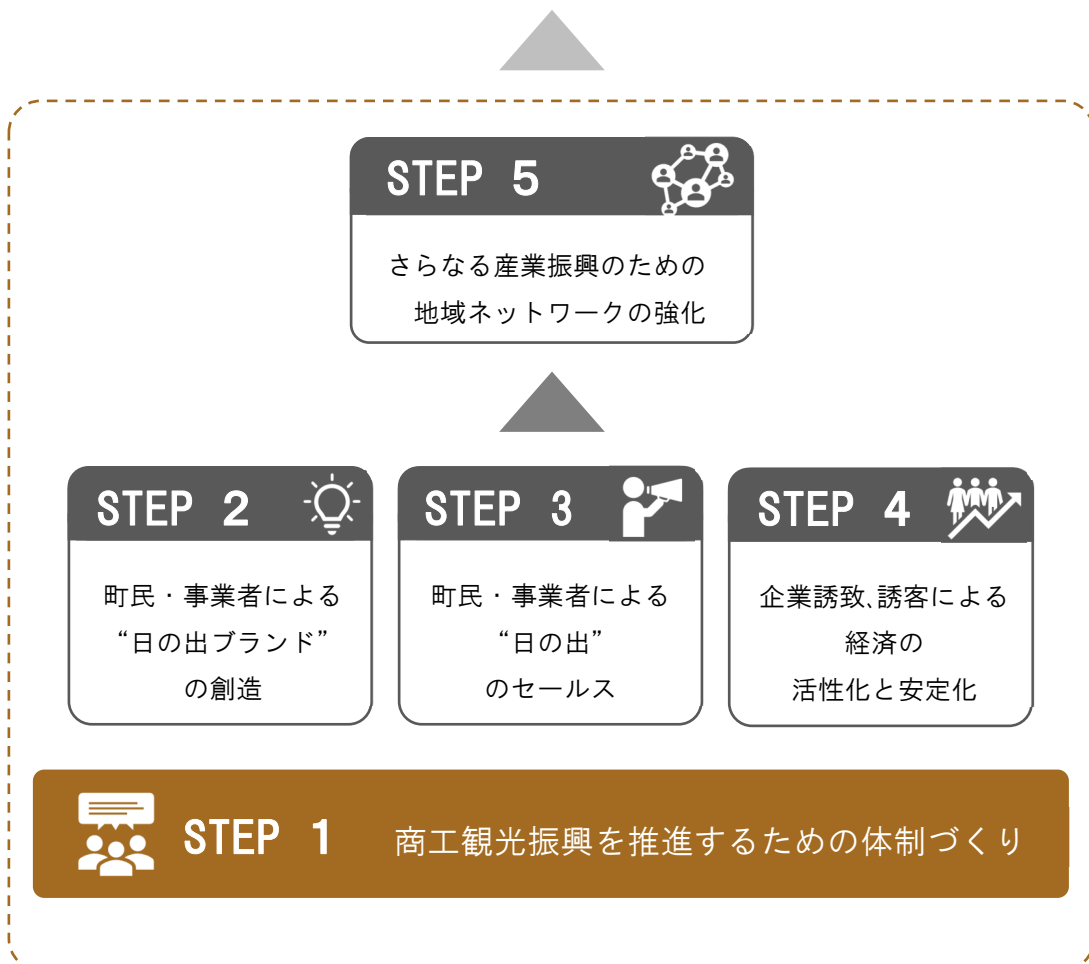 STEP 5
さらなる産業振興のための
地域ネットワークの強化
STEP 2
町民・事業者による
“日の出ブランド”
の創造
STEP 3
町民・事業者による
“日の出”
のセールス
STEP 4
企業誘致、誘客による
経済の
活性化と安定化
STEP 1 商工観光振興を推進するための体制づくり